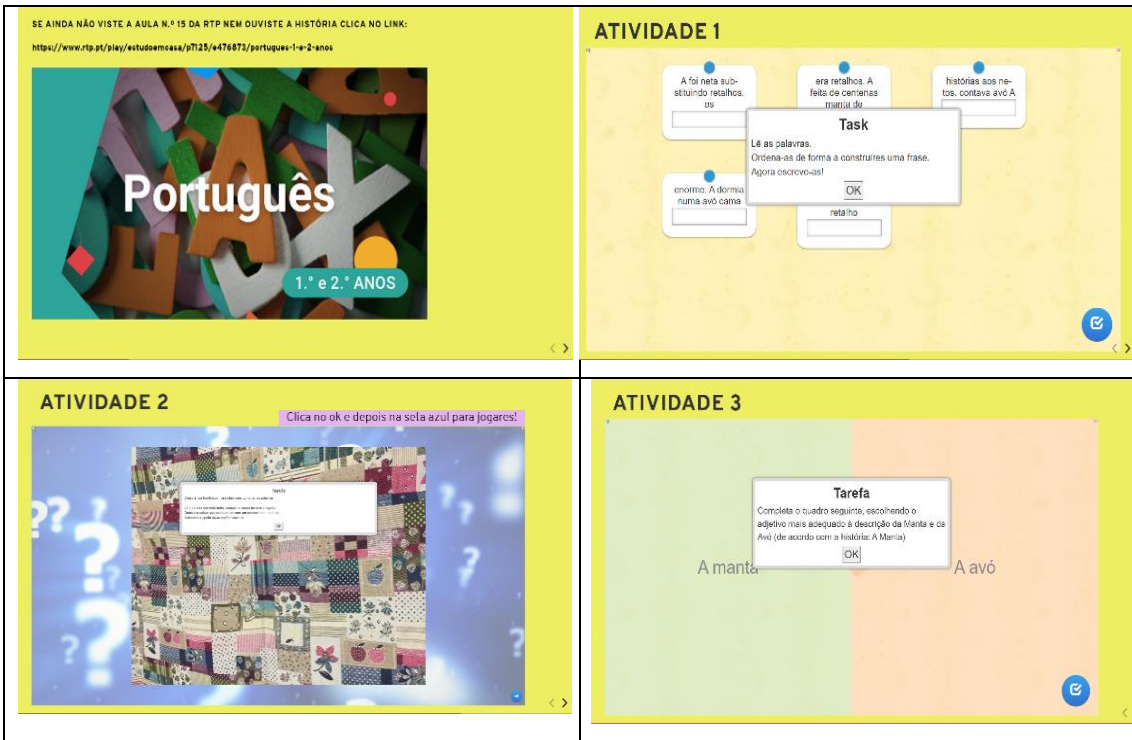 SE AINDA NÃO VISTE A AULA N.º 15 DA RTP NEM OUVISTE A HISTÓRIA CLICA NO LINK:
https://www.rtp.pt/play/estudoemcasa/p7125/e476873/portugues-1-e-2-anos
Português
1.º e 2.º ANOS
ATIVIDADE 1
A foi neta sub-
stituindo retalhos.
os
era retalhos. A
feita de centenas
manta de
histórias aos ne-
tos. contava avó A
Task
Lê as palavras.
Ordena-as de forma a construires uma frase.
Agora escreve-as!
OK
enorme. A dormia
numa avó cama
retalho
ATIVIDADE 2
Clica no ok e depois na seta azul para jogares!
Tarefa
ATIVIDADE 3
Tarefa
Completa o quadro seguinte, escolhendo o
adjetivo mais adequado à descrição da Manta e da
Avó (de acordo com a história: A Manta)
OK
A manta
A avó